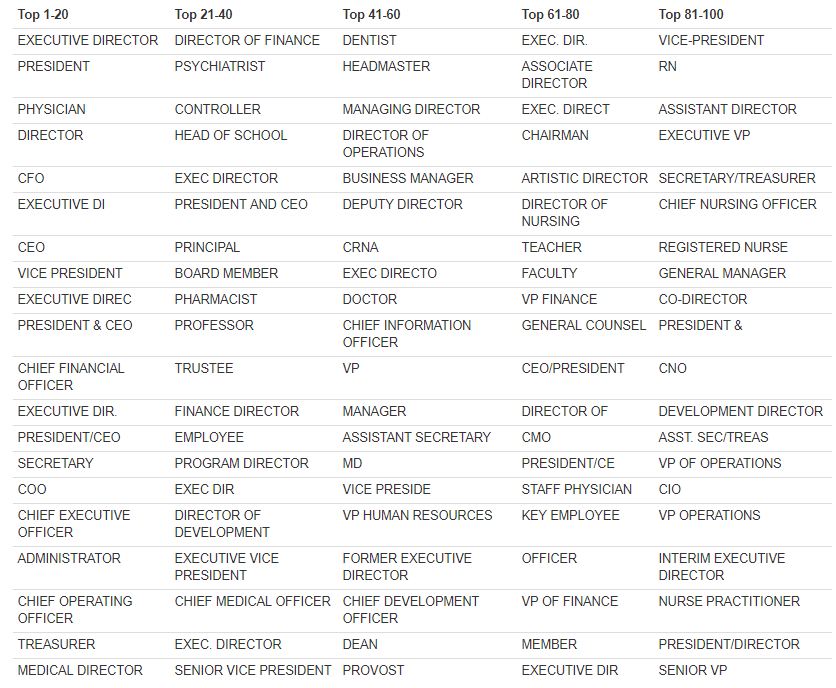 Top 1-20 Top 21-40 Top 41-60 Top 61-80 Top 81-100
EXECUTIVE DIRECTOR DIRECTOR OF FINANCE DENTIST EXEC. DIR. VICE-PRESIDENT
PRESIDENT PSYCHIATRIST HEADMASTER ASSOCIATE RN
DIRECTOR
PHYSICIAN CONTROLLER MANAGING DIRECTOR EXEC. DIRECT ASSISTANT DIRECTOR
DIRECTOR HEAD OF SCHOOL DIRECTOR OF CHAIRMAN EXECUTIVE VP
OPERATIONS
CFO EXEC DIRECTOR BUSINESS MANAGER ARTISTIC DIRECTOR SECRETARY/TREASURER
EXECUTIVE DI PRESIDENT AND CEO DEPUTY DIRECTOR DIRECTOR OF CHIEF NURSING OFFICER
NURSING
CEO PRINCIPAL CRNA TEACHER REGISTERED NURSE
VICE PRESIDENT BOARD MEMBER EXEC DIRECTO FACULTY GENERAL MANAGER
EXECUTIVE DIREC PHARMACIST DOCTOR VP FINANCE CO-DIRECTOR
PRESIDENT & CEO PROFESSOR CHIEF INFORMATION GENERAL COUNSEL PRESIDENT &
OFFICER
CHIEF FINANCIAL TRUSTEE VP CEO/PRESIDENT CNO
OFFICER
EXECUTIVE DIR. FINANCE DIRECTOR MANAGER DIRECTOR OF DEVELOPMENT DIRECTOR
PRESIDENT/CEO EMPLOYEE ASSISTANT SECRETARY CMO ASST. SEC/TREAS
SECRETARY PROGRAM DIRECTOR MD PRESIDENT/CE VP OF OPERATIONS
COO EXEC DIR VICE PRESIDE STAFF PHYSICIAN CIO
CHIEF EXECUTIVE DIRECTOR OF VP HUMAN RESOURCES KEY EMPLOYEE VP OPERATIONS
OFFICER DEVELOPMENT
ADMINISTRATOR EXECUTIVE VICE FORMER EXECUTIVE OFFICER INTERIM EXECUTIVE
PRESIDENT DIRECTOR DIRECTOR
CHIEF OPERATING CHIEF MEDICAL OFFICER CHIEF DEVELOPMENT VP OF FINANCE NURSE PRACTITIONER
OFFICER OFFICER
TREASURER EXEC. DIRECTOR DEAN MEMBER PRESIDENT/DIRECTOR
MEDICAL DIRECTOR SENIOR VICE PRESIDENT PROVOST EXECUTIVE DIR SENIOR VP